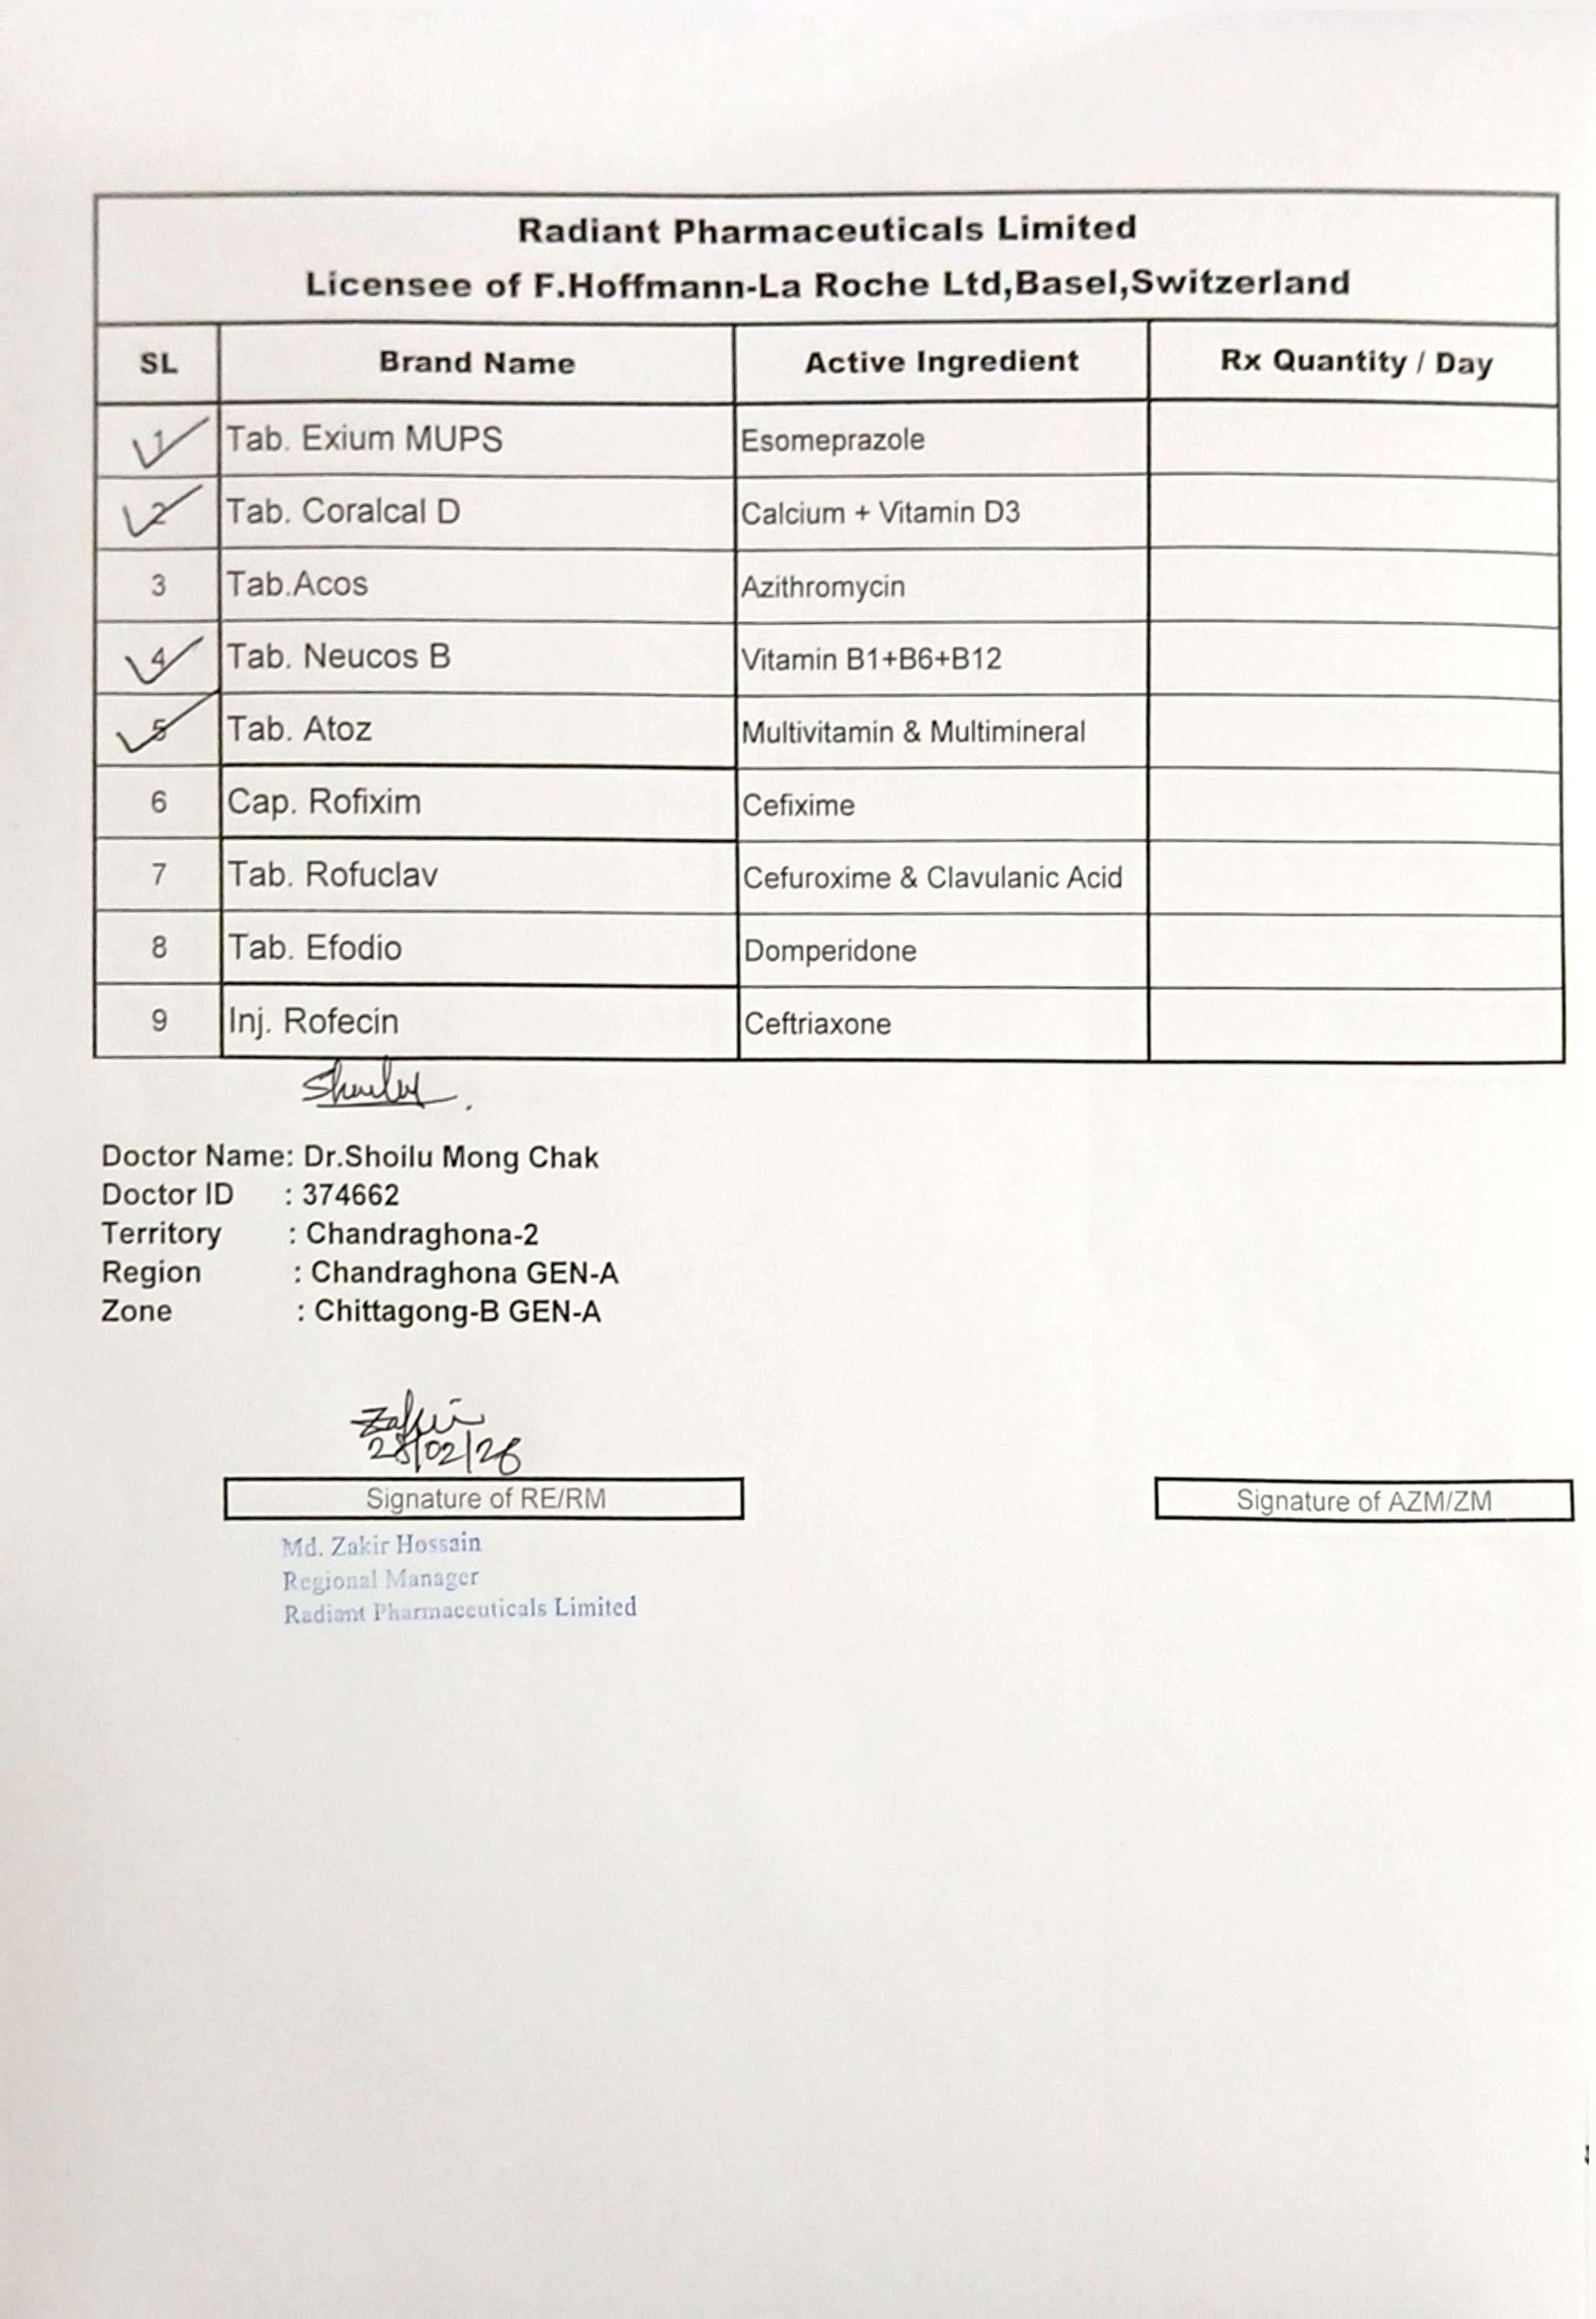 Radiant Pharmaceuticals Limited
Licensee of F.Hoffmann-La Roche Ltd,Basel,Switzerland
SL Brand Name Active Ingredient Rx Quantity / Day
1 Tab. Exium MUPS Esomeprazole
2 Tab. Coralcal D Calcium + Vitamin D3
3 Tab.Acos Azithromycin
4 Tab. Neucos B Vitamin B1+B6+B12
5 Tab. Atoz Multivitamin & Multimineral
6 Cap. Rofixim Cefixime
7 Tab. Rofuclav Cefuroxime & Clavulanic Acid
8 Tab. Efodio Domperidone
9 Inj. Rofecin Ceftriaxone
Doctor Name: Dr.Shoilu Mong Chak
Doctor ID : 374662
Territory : Chandraghona-2
Region : Chandraghona GEN-A
Zone : Chittagong-B GEN-A
Signature of RE/RM Signature of AZM/ZM
Md. Zakir Hossain
Regional Manager
Radiant Pharmaceuticals Limited